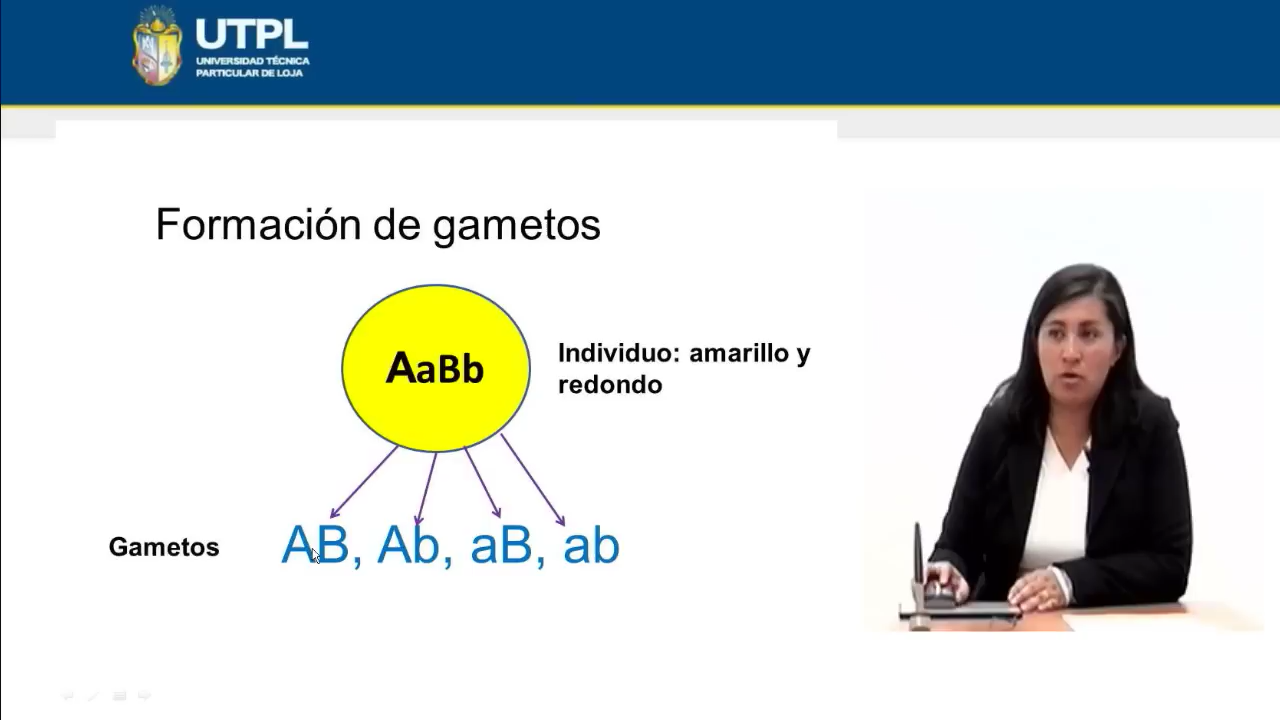 UTPL
UNIVERSIDAD TÉCNICA
PARTICULAR DE LOJA
Formación de gametos
AaBb
Individuo: amarillo y
redondo
Gametos
AB, Ab, aB, ab